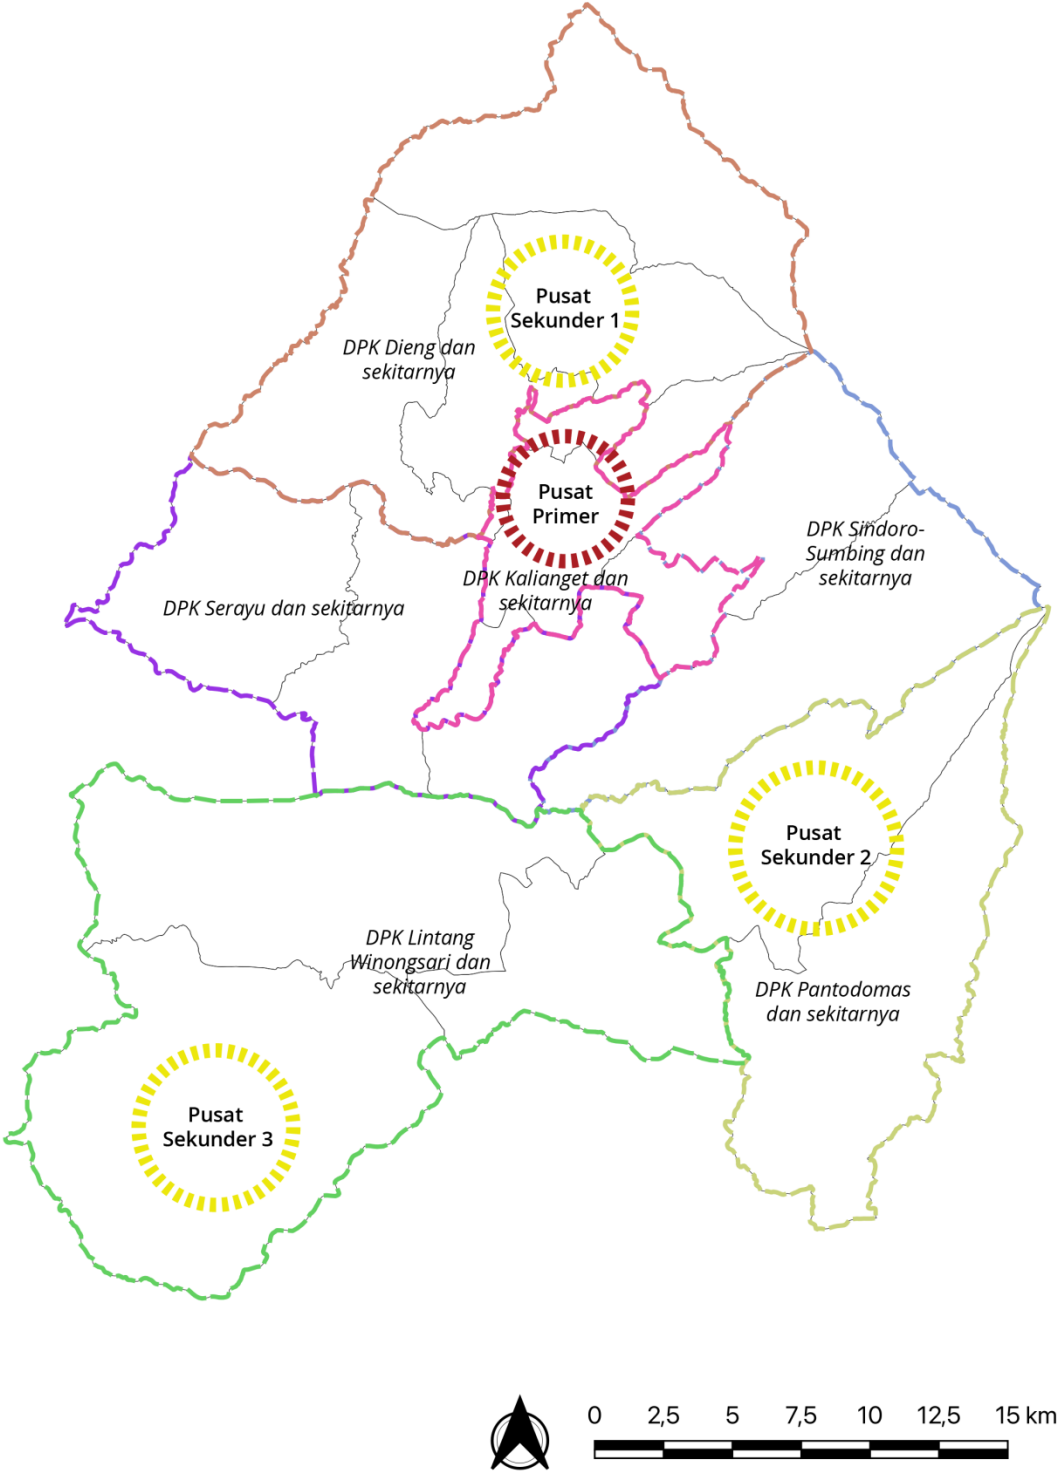 Pusat
Sekunder 1
DPK Dieng dan
sekitarnya
Pusat
Primer
DPK Sindoro-
Sumbing dan
sekitarnya
DPK Kalianget dan
sekitarnya
DPK Serayu dan sekitarnya
Pusat
Sekunder 2
DPK Lintang
Winongsari dan
sekitarnya
DPK Pantodomas
dan sekitarnya
Pusat
Sekunder 3
0 2,5 5 7,5 10 12,5 15 km